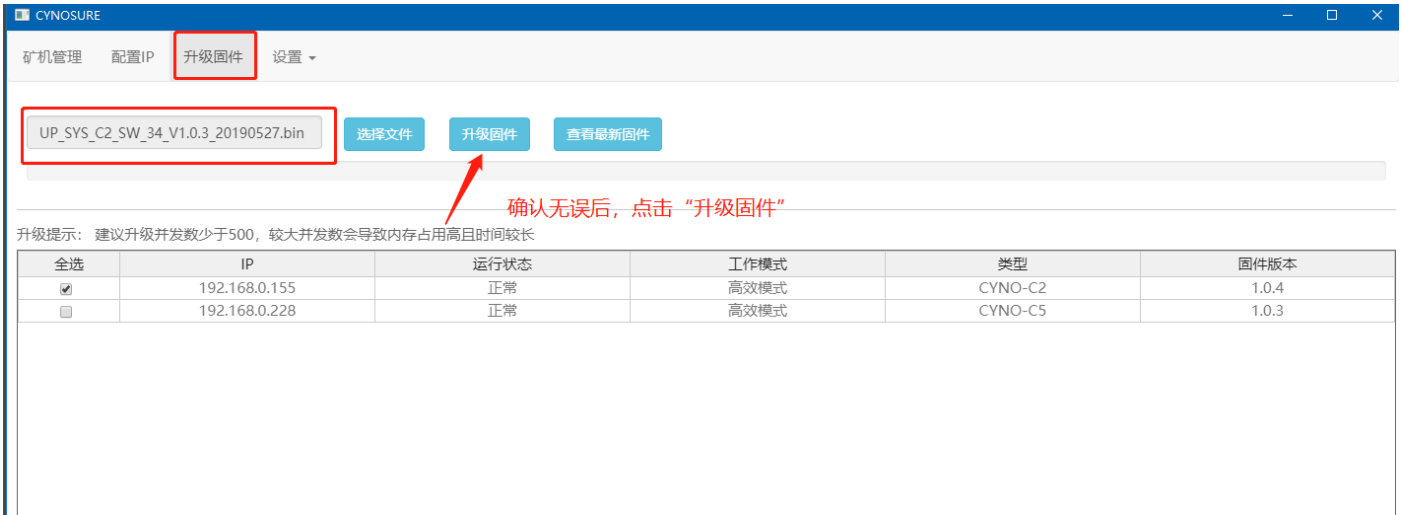 CYNOSURE
矿机管理 配置IP 升级固件 设置
UP_SYS_C2_SW_34_V1.0.3_20190527.bin 选择文件 升级固件 查看最新固件
确认无误后，点击“升级固件”
升级提示： 建议升级并发数少于500，较大并发数会导致内存占用高且时间较长
全选 IP 运行状态 工作模式 类型 固件版本
192.168.0.155 正常 高效模式 CYNO-C2 1.0.4
192.168.0.228 正常 高效模式 CYNO-C5 1.0.3